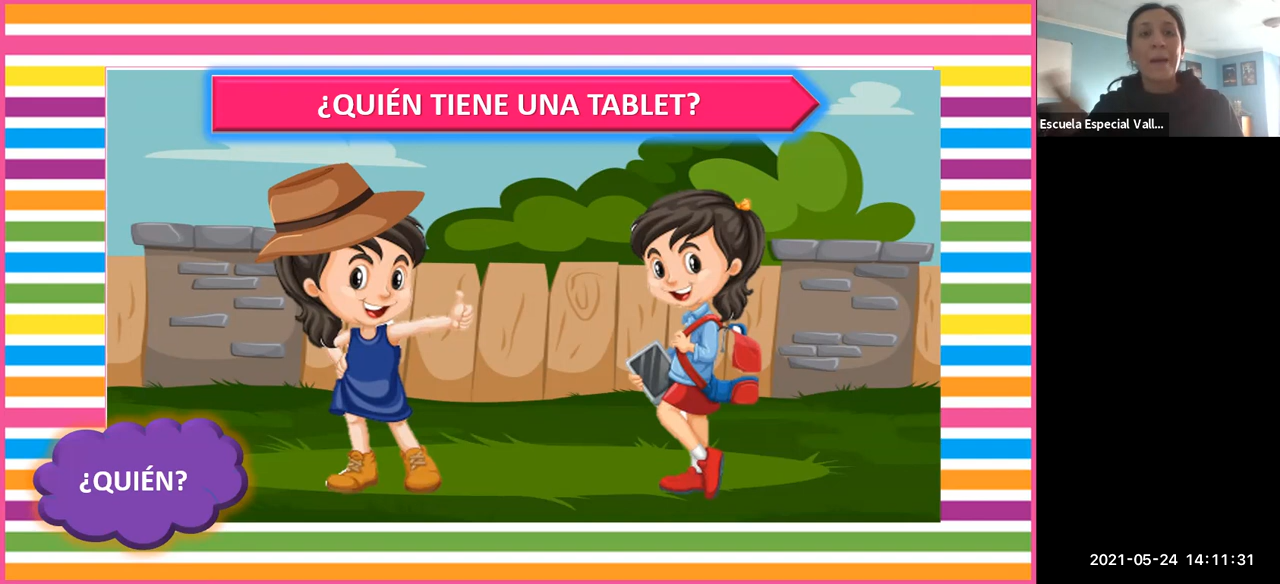 ¿QUIÉN TIENE UNA TABLET?
Escuela Especial Vall...
¿QUIÉN?
2021-05-24 14:11:31